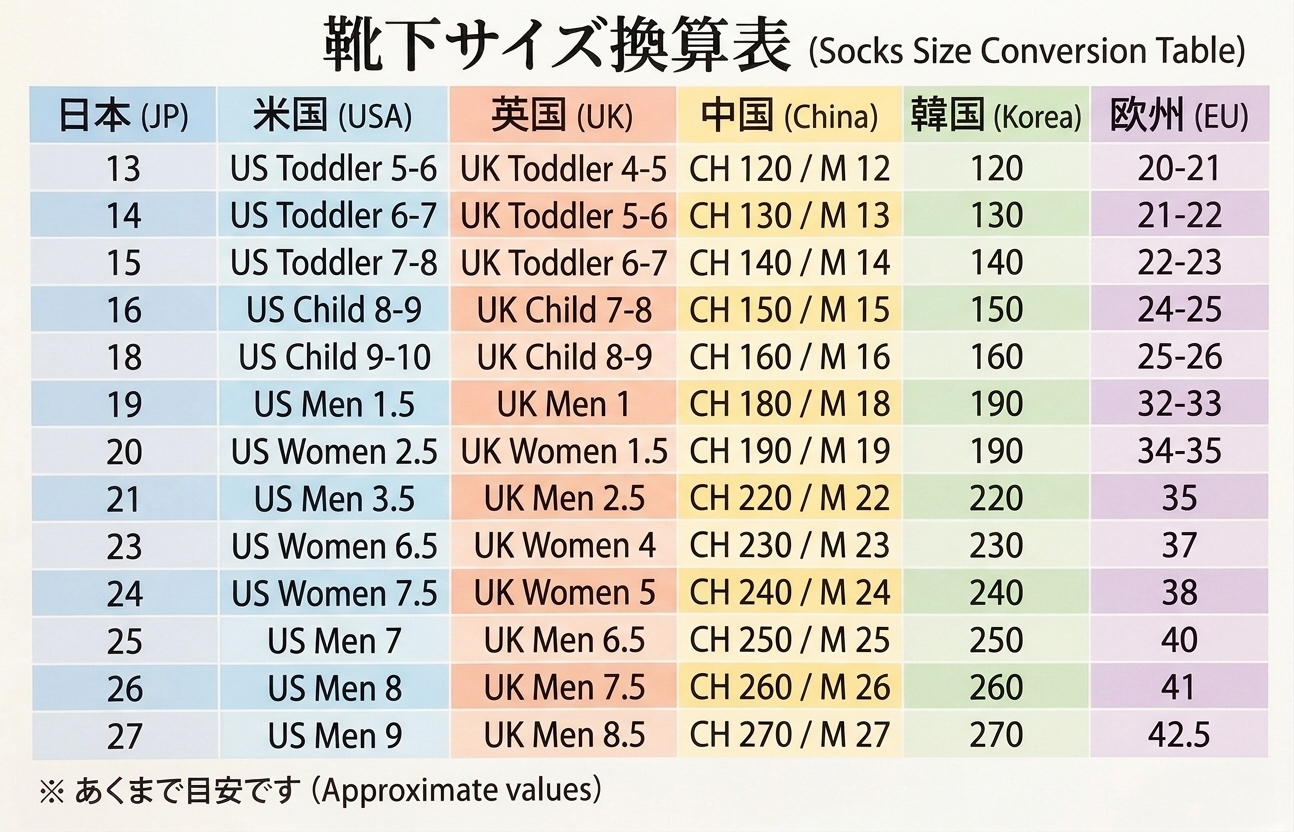 靴下サイズ換算表 (Socks Size Conversion Table)
日本 (JP) 米国 (USA) 英国 (UK) 中国 (China) 韓国 (Korea) 欧州 (EU)
13 US Toddler 5-6 UK Toddler 4-5 CH 120 / M 12 120 20-21
14 US Toddler 6-7 UK Toddler 5-6 CH 130 / M 13 130 21-22
15 US Toddler 7-8 UK Toddler 6-7 CH 140 / M 14 140 22-23
16 US Child 8-9 UK Child 7-8 CH 150 / M 15 150 24-25
18 US Child 9-10 UK Child 8-9 CH 160 / M 16 160 25-26
19 US Men 1.5 UK Men 1 CH 180 / M 18 190 32-33
20 US Women 2.5 UK Women 1.5 CH 190 / M 19 190 34-35
21 US Men 3.5 UK Men 2.5 CH 220 / M 22 220 35
23 US Women 6.5 UK Women 4 CH 230 / M 23 230 37
24 US Women 7.5 UK Women 5 CH 240 / M 24 240 38
25 US Men 7 UK Men 6.5 CH 250 / M 25 250 40
26 US Men 8 UK Men 7.5 CH 260 / M 26 260 41
27 US Men 9 UK Men 8.5 CH 270 / M 27 270 42.5
※ あくまで目安です (Approximate values)